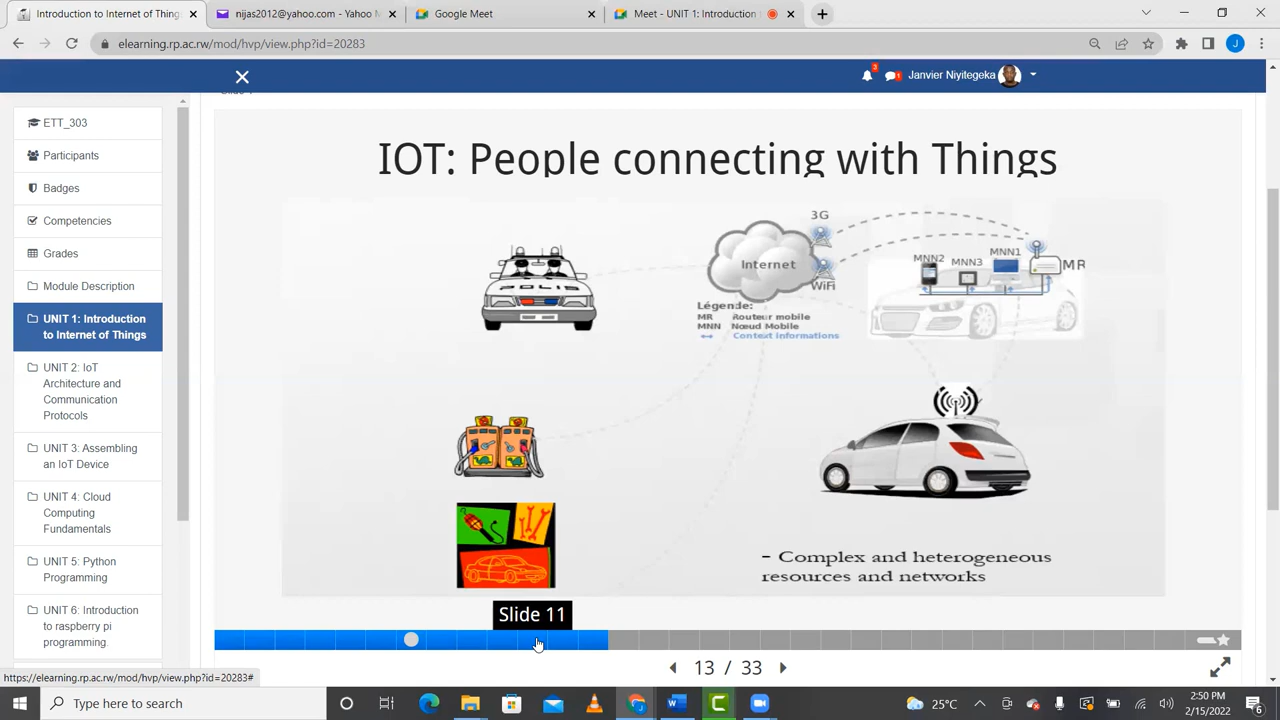 Introduction to Internet of Thing
nijas2012@yahoo.com - Yahoo M
Google Meet
Meet - UNIT 1: Introduction
elearning.rp.ac.rw/mod/hvp/view.php?id=20283
J
3
1
Janvier Niyitegeka
ETT_303
Participants
Badges
Competencies
Grades
Module Description
UNIT 1: Introduction
to Internet of Things
UNIT 2: IoT
Architecture and
Communication
Protocols
UNIT 3: Assembling
an IoT Device
UNIT 4: Cloud
Computing
Fundamentals
UNIT 5: Python
Programming
UNIT 6: Introduction
to raspberry pi
programming.
IOT: People connecting with Things
3G
Internet
WiFi
MNN2
MNN3
MNN1
MR
Légende:
MR Routeur mobile
MNN Nœud Mobile
Context informations
POLIS
- Complex and heterogeneous
resources and networks
Slide 11
13 / 33
https://elearning.rp.ac.rw/mod/hvp/view.php?id=20283#
Type here to search
25°C
2:50 PM
2/15/2022
6